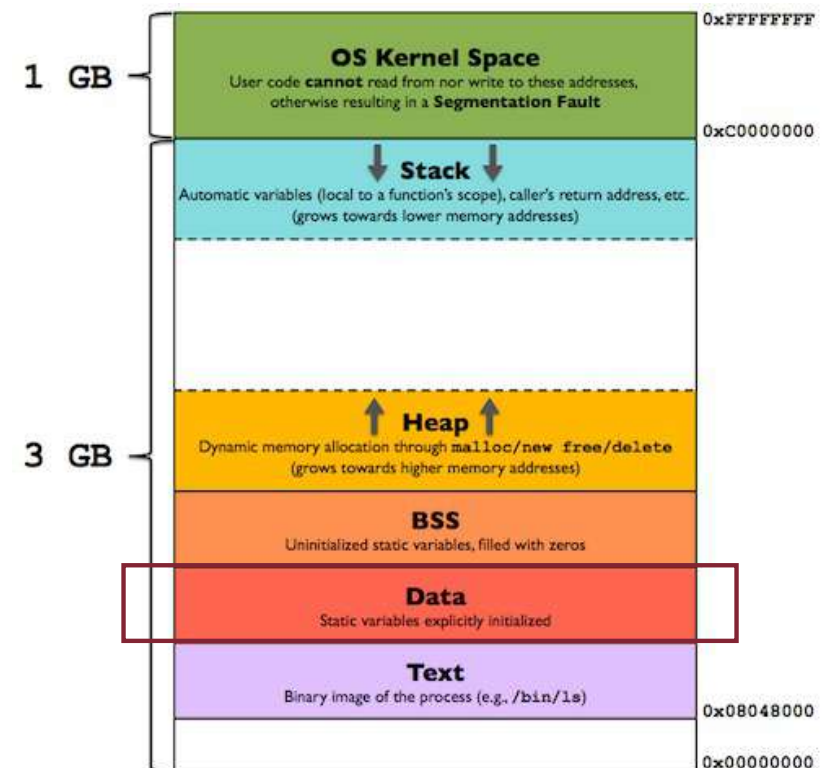 0xFFFFFFFF
OS Kernel Space
1 GB
User code cannot read from nor write to these addresses,
otherwise resulting in a Segmentation Fault
0xC0000000
Stack
Automatic variables (local to a function's scope), caller's return address, etc.
(grows towards lower memory addresses)
Heap
3 GB
Dynamic memory allocation through malloc/new free/delete
(grows towards higher memory addresses)
BSS
Uninitialized static variables, filled with zeros
Data
Static variables explicitly initialized
Text
Binary image of the process (e.g., /bin/ls)
0x08048000
0x00000000